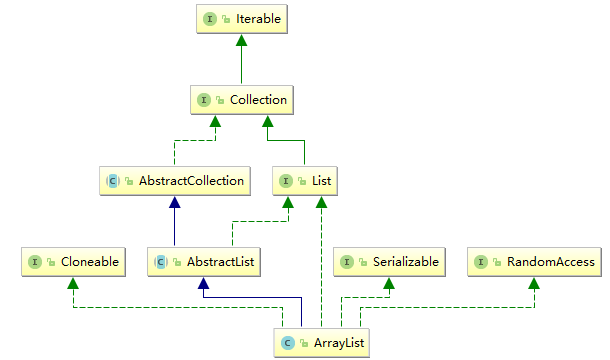 I Iterable
I Collection
C AbstractCollection
I List
I Cloneable
C AbstractList
I Serializable
I RandomAccess
C ArrayList